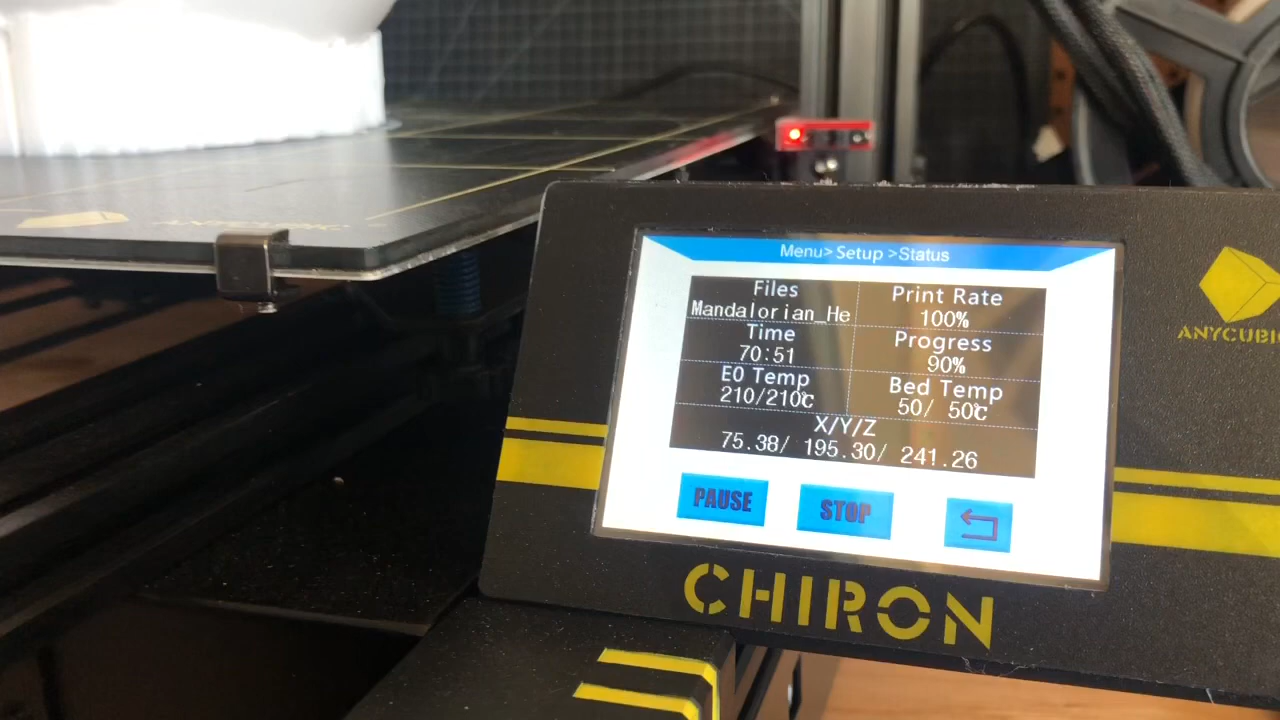 Menu> Setup >Status
Files
Mandalorian_He
Print Rate
100%
Time
70:51
Progress
90%
E0 Temp
210/210℃
Bed Temp
50/ 50℃
X/Y/Z
75.38/ 195.30/ 241.26
PAUSE
STOP
ANYCUBI
CHIRON